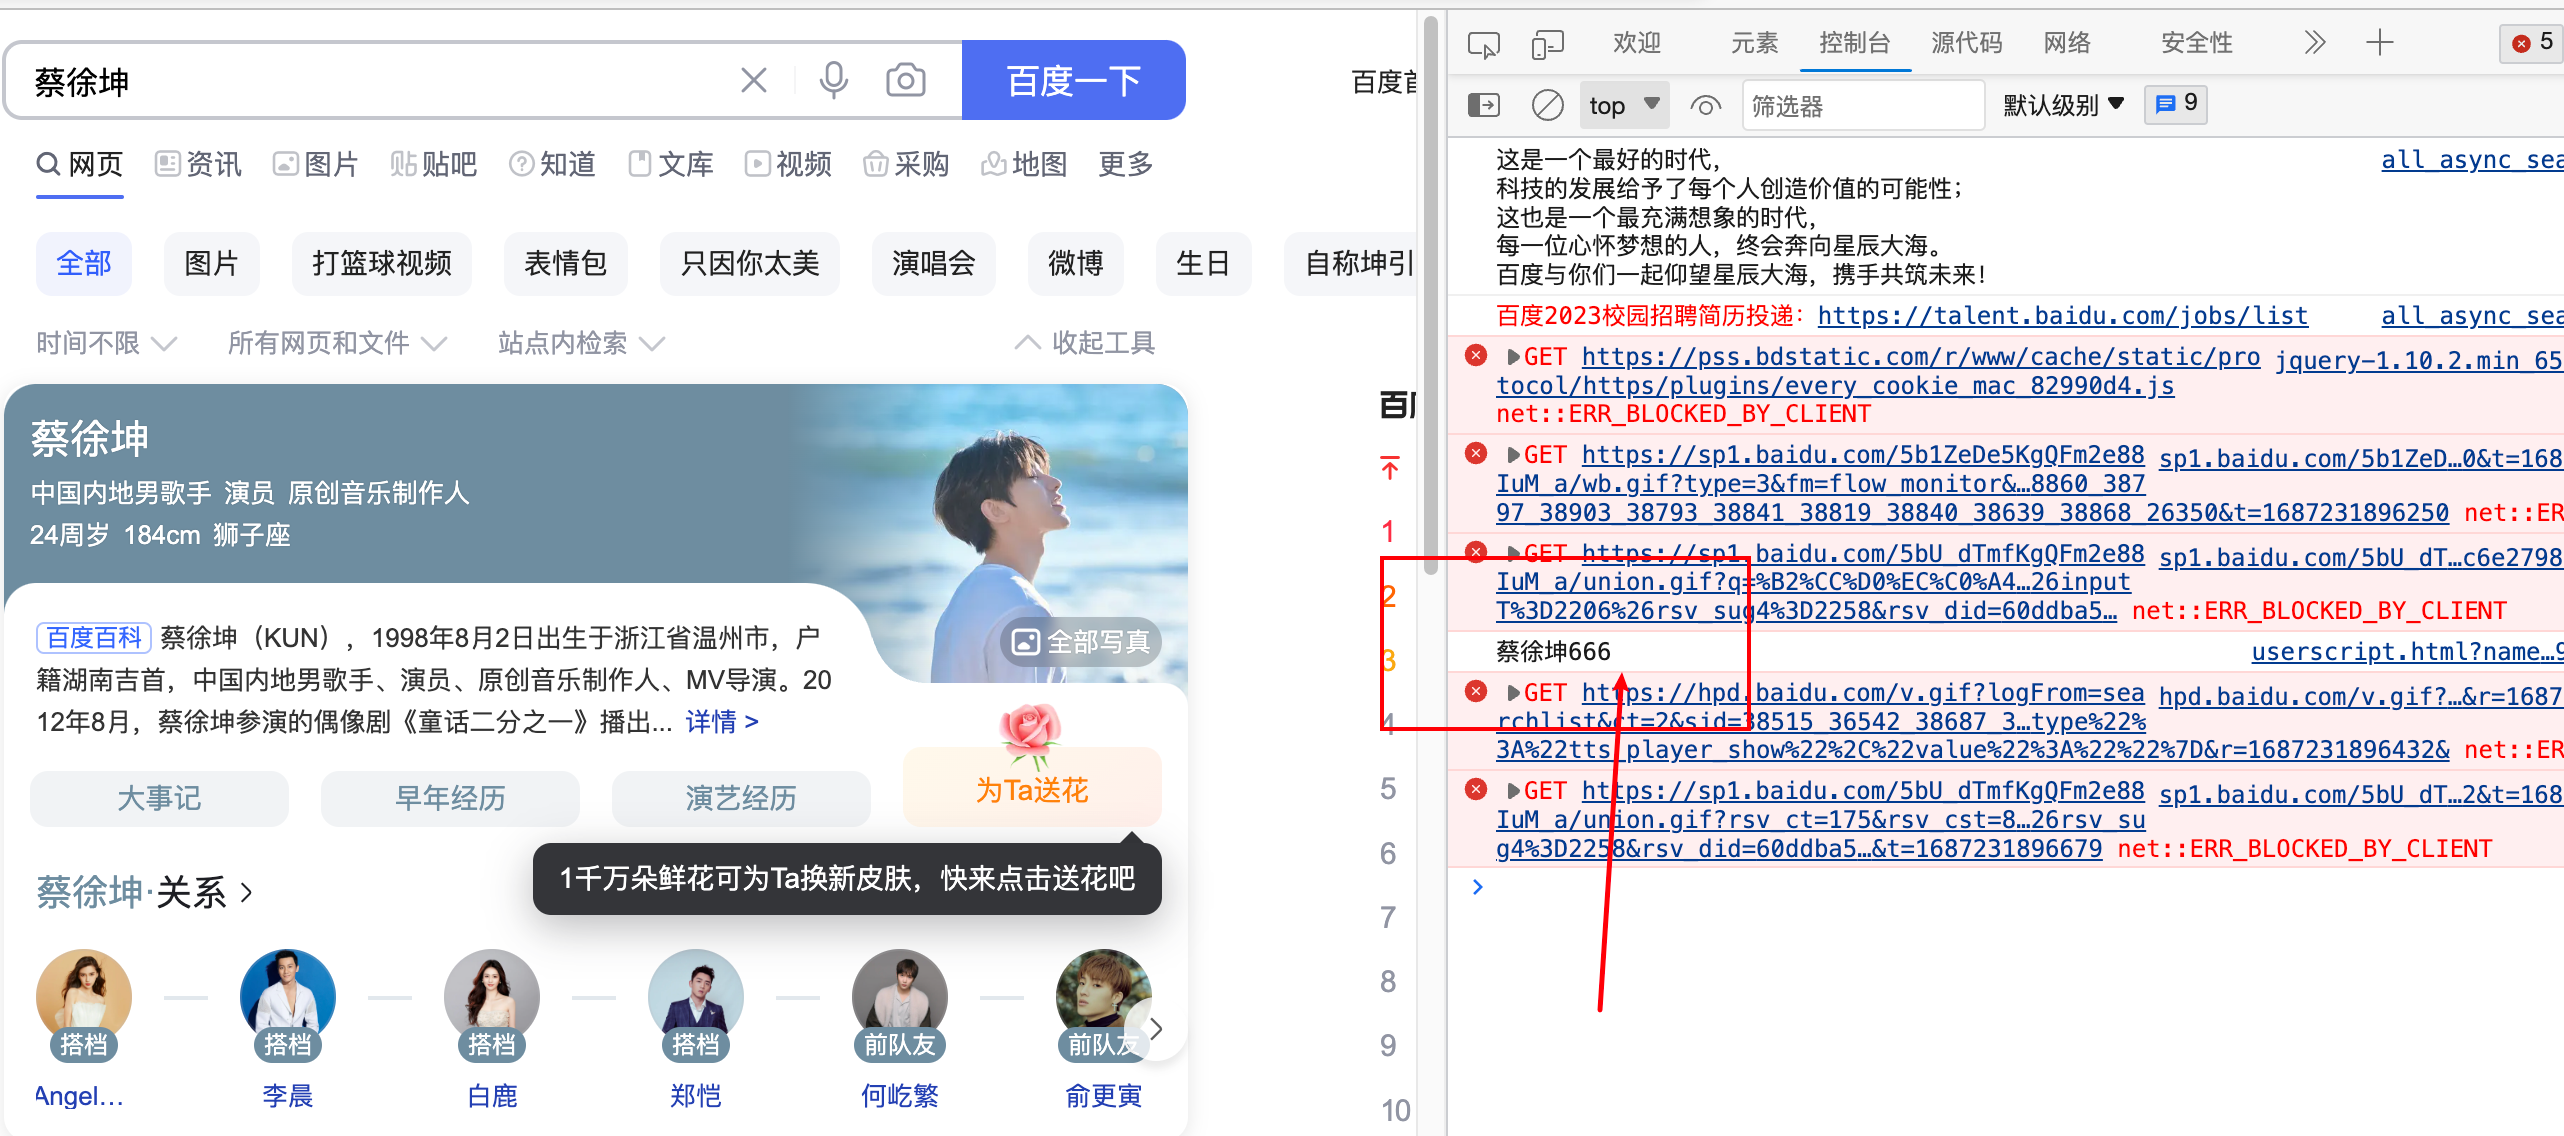 蔡徐坤
百度一下
百度首
网页 资讯 图片 贴吧 知道 文库 视频 采购 地图 更多
全部 图片 打篮球视频 表情包 只因你太美 演唱会 微博 生日 自称坤引
时间不限 所有网页和文件 站点内检索 收起工具
蔡徐坤
中国内地男歌手 演员 原创音乐制作人
24周岁 184cm 狮子座
全部写真
百度百科 蔡徐坤（KUN），1998年8月2日出生于浙江省温州市，户
籍湖南吉首，中国内地男歌手、演员、原创音乐制作人、MV导演。20
12年8月，蔡徐坤参演的偶像剧《童话二分之一》播出... 详情 >
大事记 早年经历 演艺经历 为Ta送花
1千万朵鲜花可为Ta换新皮肤，快来点击送花吧
蔡徐坤·关系 >
搭档 搭档 搭档 搭档 前队友 前队友
Angel... 李晨 白鹿 郑恺 何屹繁 俞更寅
1
2
3
4
5
6
7
8
9
10
欢迎 元素 控制台 源代码 网络 安全性 5
top 筛选器 默认级别 9
这是一个最好的时代， all_async_sea
科技的发展给予了每个人创造价值的可能性；
这也是一个最充满想象的时代，
每一位心怀梦想的人，终会奔向星辰大海。
百度与你们一起仰望星辰大海，携手共筑未来！
百度2023校园招聘简历投递：https://talent.baidu.com/jobs/list all_async_sea
GET https://pss.bdstatic.com/r/www/cache/static/pro jquery-1.10.2.min_65
tocol/https/plugins/every_cookie_mac_82990d4.js
net::ERR_BLOCKED_BY_CLIENT
GET https://sp1.baidu.com/5b1ZeDe5KgQFm2e88 sp1.baidu.com/5b1ZeD…0&t=168
IuM_a/wb.gif?type=3&fm=flow_monitor&…8860_387
97_38903_38793_38841_38819_38840_38639_38868_26350&t=1687231896250 net::ER
GET https://sp1.baidu.com/5bU_dTmfKgQFm2e88 sp1.baidu.com/5bU_dT…c6e2798
IuM_a/union.gif?q=%B2%CC%D0%EC%C0%A4…26input
T%3D2206%26rsv_sug4%3D2258&rsv_did=60ddba5… net::ERR_BLOCKED_BY_CLIENT
蔡徐坤666 userscript.html?name…9
GET https://hpd.baidu.com/v.gif?logFrom=sea hpd.baidu.com/v.gif?…&r=1687
rchlist&ct=2&sid=38515_36542_38687_3…type%22%
3A%22tts_player_show%22%2C%22value%22%3A%22%22%7D&r=1687231896432& net::ER
GET https://sp1.baidu.com/5bU_dTmfKgQFm2e88 sp1.baidu.com/5bU_dT…2&t=168
IuM_a/union.gif?rsv_ct=175&rsv_cst=8…26rsv_su
g4%3D2258&rsv_did=60ddba5…&t=1687231896679 net::ERR_BLOCKED_BY_CLIENT